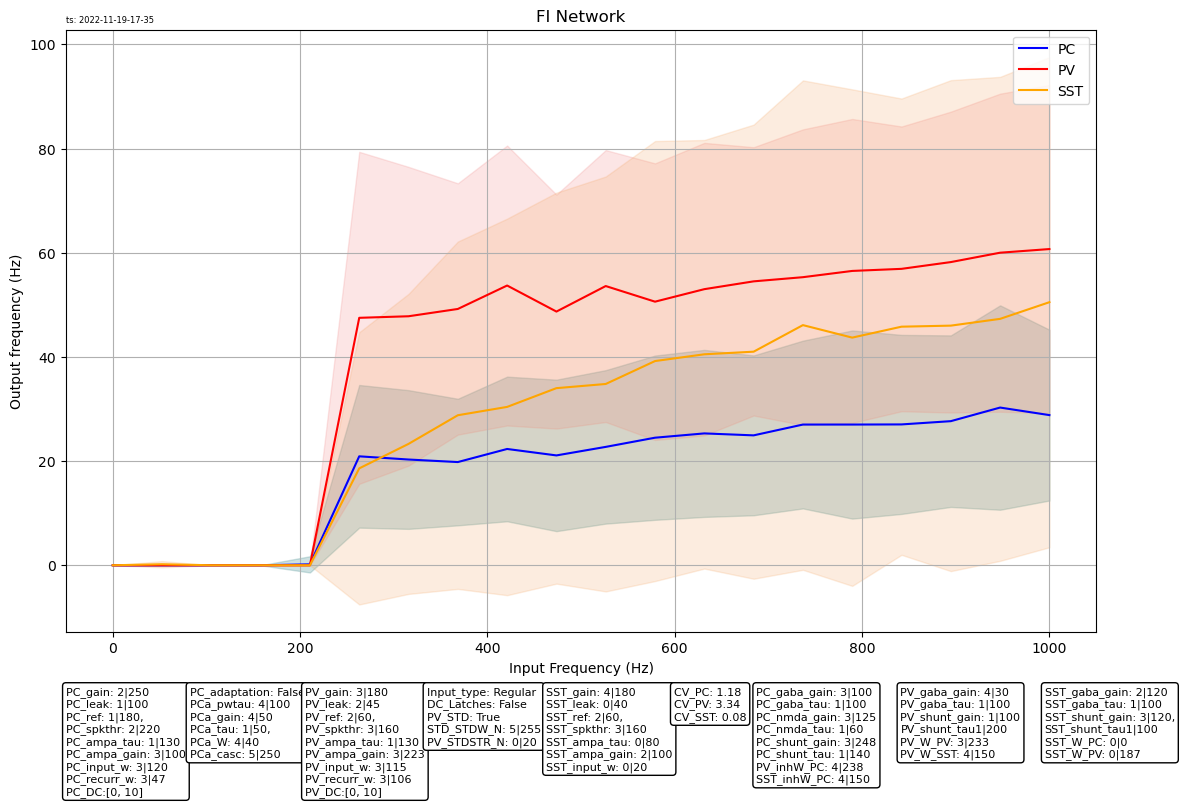 ts: 2022-11-19-17-35
FI Network
PC
PV
SST
Output frequency (Hz)
100
80
60
40
20
0
0 200 400 600 800 1000
Input Frequency (Hz)
PC_gain: 2|250
PC_leak: 1|100
PC_ref: 1|180,
PC_spkthr: 2|220
PC_ampa_tau: 1|130
PC_ampa_gain: 3|100
PC_input_w: 3|120
PC_recurr_w: 3|47
PC_DC:[0, 10]
PC_adaptation: False
PCa_pwtau: 4|100
PCa_gain: 4|50
PCa_tau: 1|50,
PCa_W: 4|40
PCa_casc: 5|250
PV_gain: 3|180
PV_leak: 2|45
PV_ref: 2|60,
PV_spkthr: 3|160
PV_ampa_tau: 1|130
PV_ampa_gain: 3|223
PV_input_w: 3|115
PV_recurr_w: 3|106
PV_DC:[0, 10]
Input_type: Regular
DC_Latches: False
PV_STD: True
STD_STDW_N: 5|255
PV_STDSTR_N: 0|20
SST_gain: 4|180
SST_leak: 0|40
SST_ref: 2|60,
SST_spkthr: 3|160
SST_ampa_tau: 0|80
SST_ampa_gain: 2|100
SST_input_w: 0|20
CV_PC: 1.18
CV_PV: 3.34
CV_SST: 0.08
PC_gaba_gain: 3|100
PC_gaba_tau: 1|100
PC_nmda_gain: 3|125
PC_nmda_tau: 1|60
PC_shunt_gain: 3|248
PC_shunt_tau: 1|140
PV_inhW_PC: 4|238
SST_inhW_PC: 4|150
PV_gaba_gain: 4|30
PV_gaba_tau: 1|100
PV_shunt_gain: 1|100
PV_shunt_tau1|200
PV_W_PV: 3|233
PV_W_SST: 4|150
SST_gaba_gain: 2|120
SST_gaba_tau: 1|100
SST_shunt_gain: 3|120,
SST_shunt_tau1|100
SST_W_PC: 0|0
SST_W_PV: 0|187